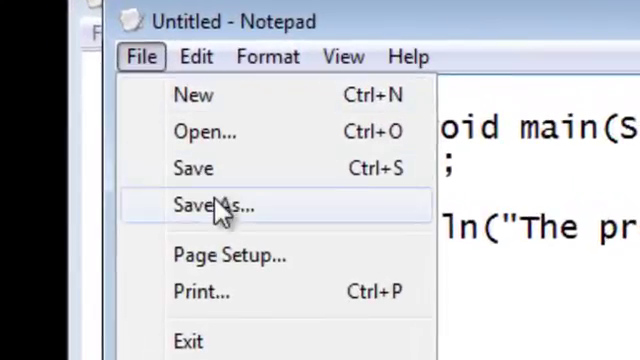 Untitled - Notepad
File Edit Format View Help
New Ctrl+N
Open... Ctrl+O
Save Ctrl+S
Save As...
Page Setup...
Print... Ctrl+P
Exit
oid main(S
;
ln("The pr